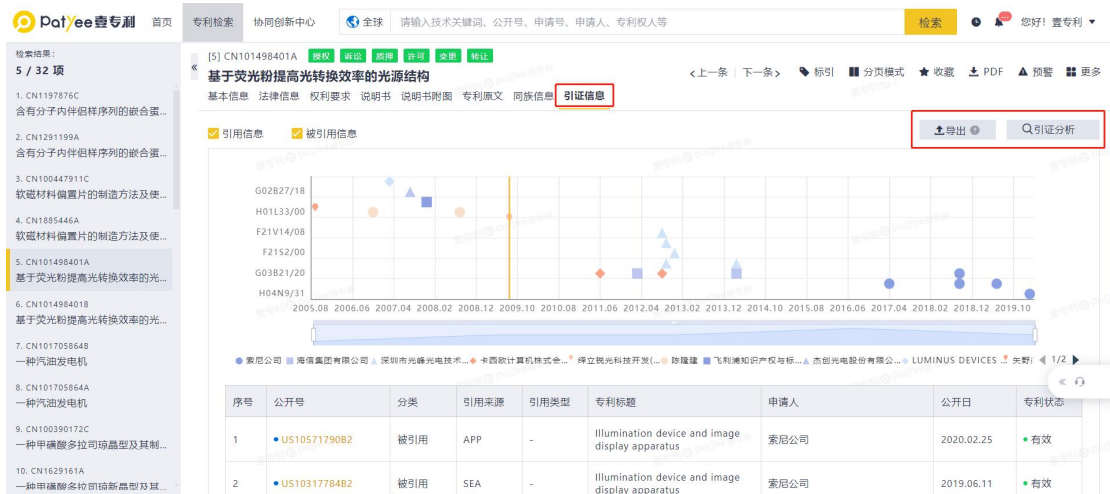 Patyee壹专利 首页 专利检索 协同创新中心 全球 请输入技术关键词、公开号、申请号、申请人、专利权人等 检索 您好！壹专利
检索结果：
5 / 32 项
1. CN1197876C
含有分子内伴侣样序列的嵌合蛋...
2. CN1291199A
含有分子内伴侣样序列的嵌合蛋...
3. CN100447911C
软磁材料偏置片的制造方法及使...
4. CN1885446A
软磁材料偏置片的制造方法及使...
5. CN101498401A
基于荧光粉提高光转换效率的光...
6. CN101498401B
基于荧光粉提高光转换效率的光...
7. CN101705864B
一种汽油发电机
8. CN101705864A
一种汽油发电机
9. CN100390172C
一种甲磺酸多拉司琼晶型及其制...
10. CN1629161A
一种甲磺酸多拉司琼新晶型及其...
[5] CN101498401A 授权 诉讼 质押 许可 变更 转让
基于荧光粉提高光转换效率的光源结构
<上一条 下一条> 标引 分页模式 收藏 PDF 预警 更多
基本信息 法律信息 权利要求 说明书 说明书附图 专利原文 同族信息 引证信息
引用信息 被引用信息 导出 引证分析
G02B27/18
H01L33/00
F21V14/08
F21S2/00
G03B21/20
H04N9/31
2005.08 2006.06 2007.04 2008.02 2008.12 2009.10 2010.08 2011.06 2012.04 2013.02 2013.12 2014.10 2015.08 2016.06 2017.04 2018.02 2018.12 2019.10
索尼公司 海信集团有限公司 深圳市光峰光电技术... 卡西欧计算机株式会... 绎立锐光科技开发(... 陈隆建 飞利浦知识产权与标... 杰创光电股份有限公... LUMINUS DEVICES ... 矢野 1/2
序号 公开号 分类 引用来源 引用类型 专利标题 申请人 公开日 专利状态
1 US10571790B2 被引用 APP - Illumination device and image display apparatus 索尼公司 2020.02.25 有效
2 US10317784B2 被引用 SEA - Illumination device and image display apparatus 索尼公司 2019.06.11 有效